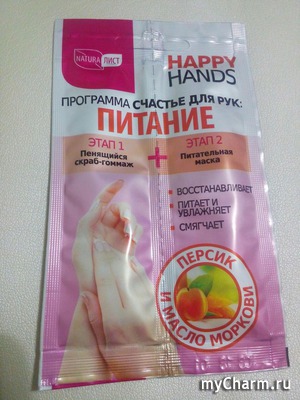 NATURA ЛИСТ
HAPPY
HANDS
ПРОГРАММА СЧАСТЬЕ ДЛЯ РУК:
ПИТАНИЕ
ЭТАП 1
Пенящийся
скраб-гоммаж
+
ЭТАП 2
Питательная
маска
• ВОССТАНАВЛИВАЕТ
• ПИТАЕТ И
УВЛАЖНЯЕТ
• СМЯГЧАЕТ
ПЕРСИК
И МАСЛО МОРКОВИ
myCharm.ru